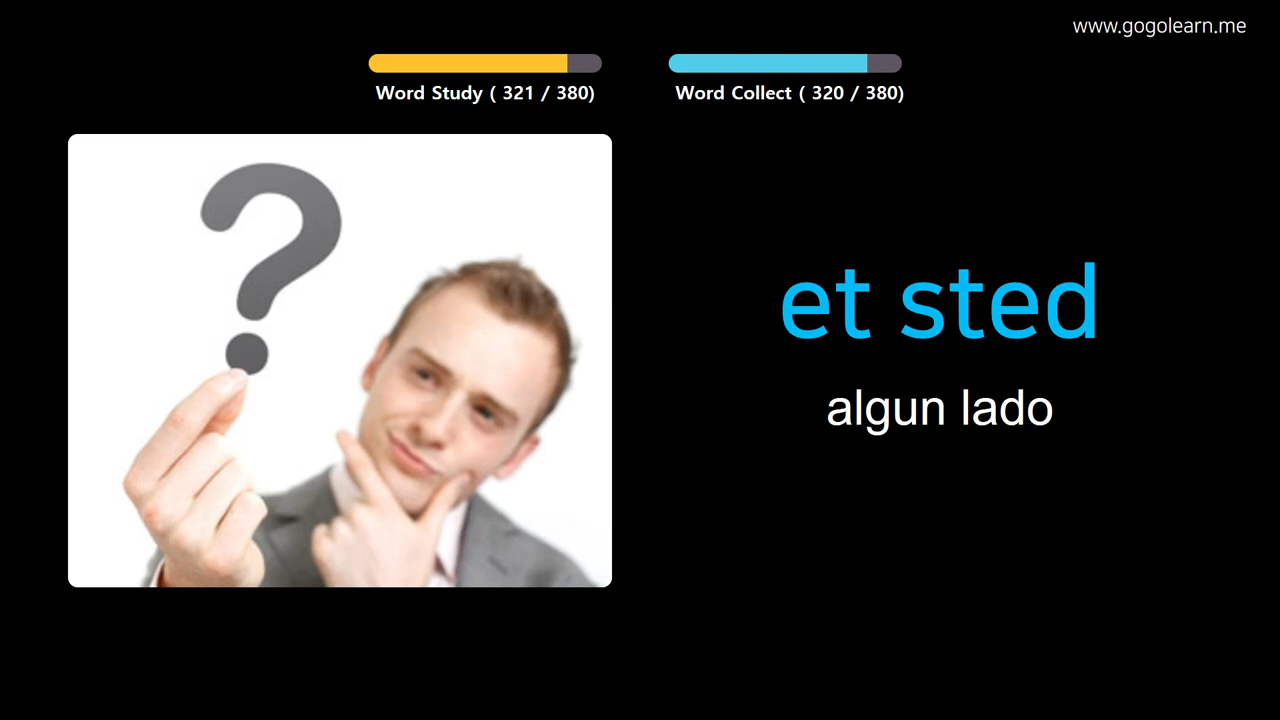 www.gogolearn.me
Word Study ( 321 / 380)
Word Collect ( 320 / 380)
?
et sted
algun lado